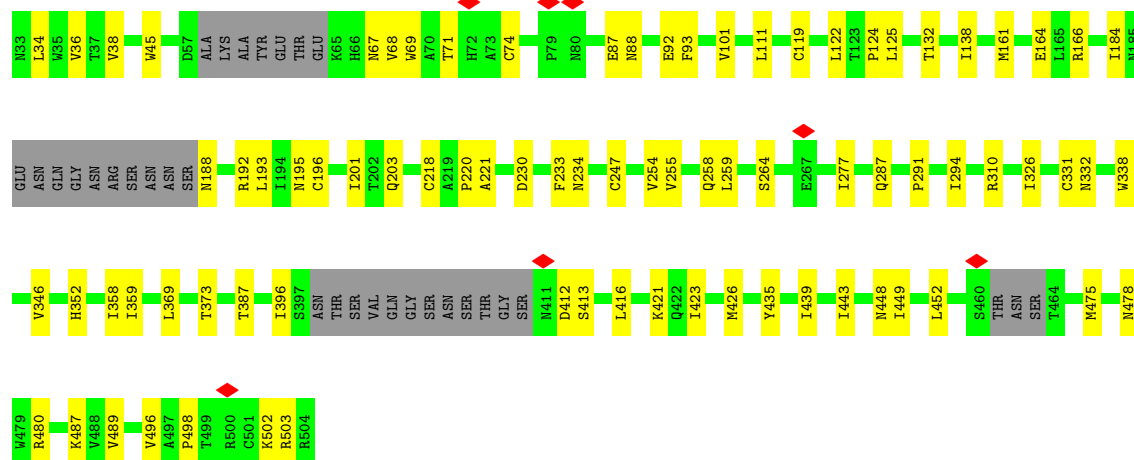 N33 L34 W35 V36 T37 V38 W45 D57 ALA LYS ALA TYR GLU THR GLU K65 H66 N67 V68 W69 A70 T71 H72 A73 C74 P79 N80 E87 N88 E92 F93 V101 L111 C119 L122 T123 P124 L125 T132 I138 M161 E164 L165 R166 I184 N185
GLU ASN GLN GLY ASN ARG SER ASN ASN SER N188 R192 L193 I194 N195 C196 I201 T202 Q203 C218 A219 P220 A221 D230 F233 N234 C247 V254 V255 Q258 L259 S264 E267 I277 Q287 P291 I294 R310 I326 C331 N332 W338
V346 H352 I358 I359 L369 T373 T387 I396 S397 ASN THR SER VAL GLN GLY SER ASN SER THR GLY SER N411 D412 S413 L416 K421 Q422 I423 M426 Y435 I439 I443 N448 I449 L452 S460 THR ASN SER T464 M475 N478
W479 R480 K487 V488 V489 V496 A497 P498 T499 R500 C501 K502 R503 R504